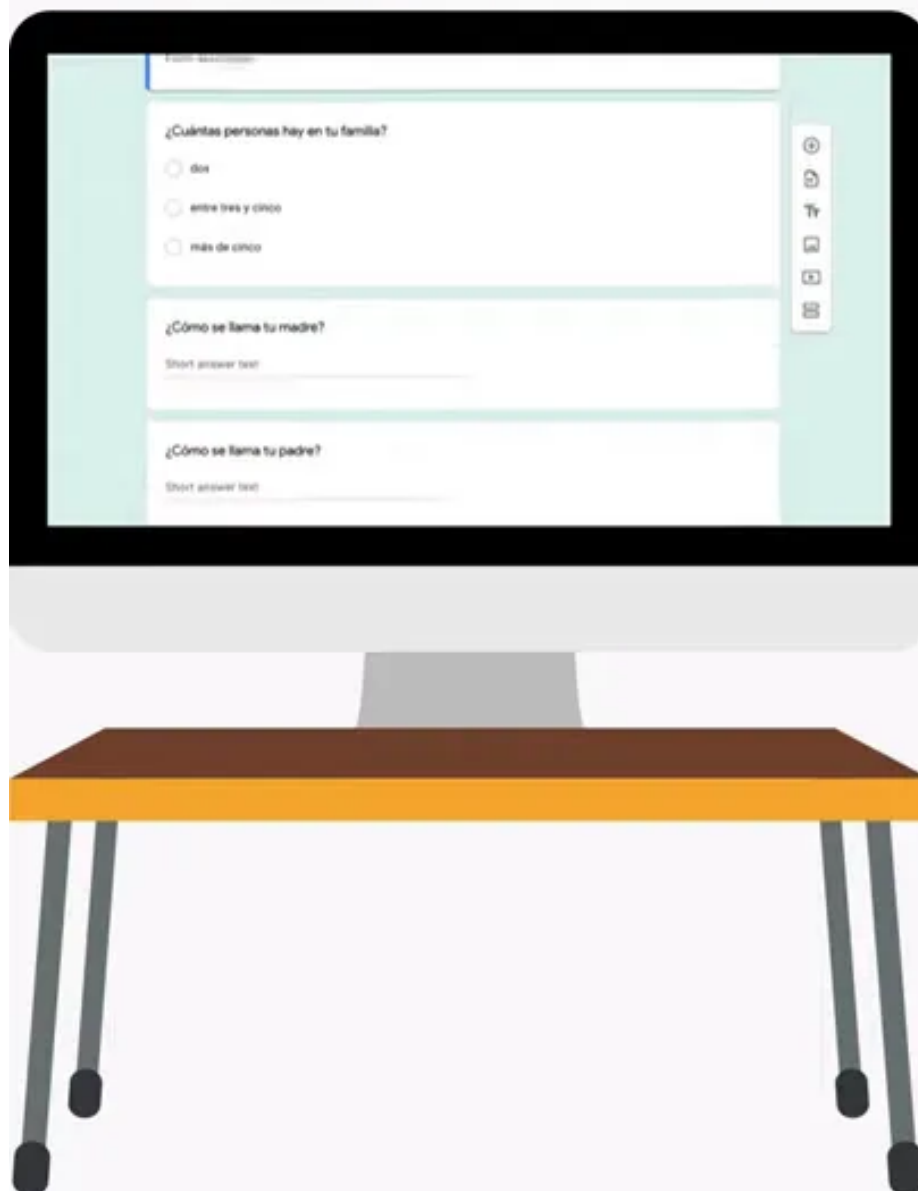 ¿Cuántas personas hay en tu familia?
dos
entre tres y cinco
más de cinco
¿Cómo se llama tu madre?
Short answer text
¿Cómo se llama tu padre?
Short answer text
Tr